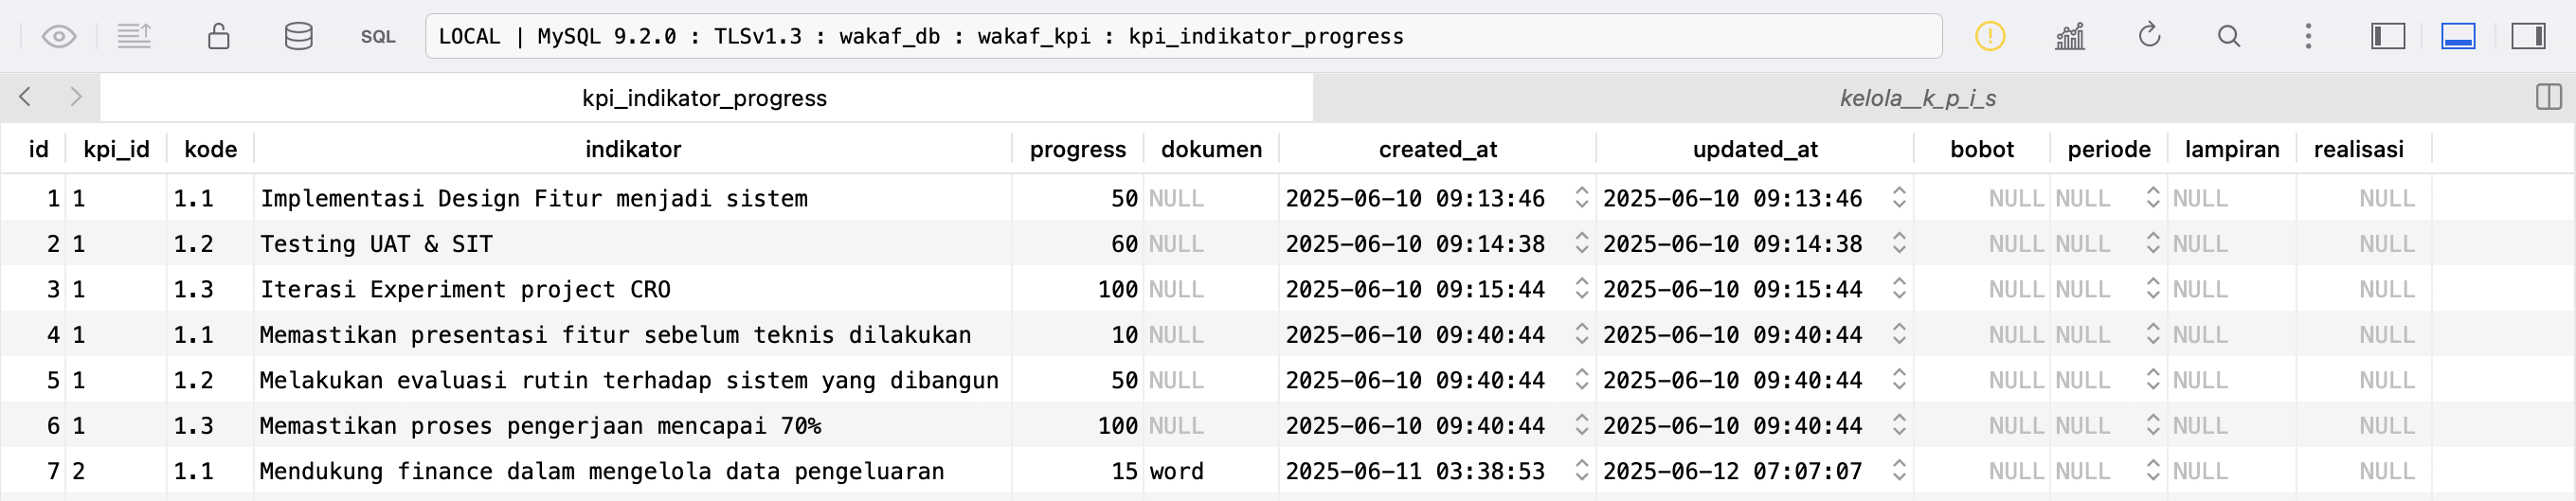 SQL LOCAL | MySQL 9.2.0 : TLSv1.3 : wakaf_db : wakaf_kpi : kpi_indikator_progress
kpi_indikator_progress kelola__k_p_i_s
id kpi_id kode indikator progress dokumen created_at updated_at bobot periode lampiran realisasi
1 1 1.1 Implementasi Design Fitur menjadi sistem 50 NULL 2025-06-10 09:13:46 2025-06-10 09:13:46 NULL NULL NULL NULL
2 1 1.2 Testing UAT & SIT 60 NULL 2025-06-10 09:14:38 2025-06-10 09:14:38 NULL NULL NULL NULL
3 1 1.3 Iterasi Experiment project CRO 100 NULL 2025-06-10 09:15:44 2025-06-10 09:15:44 NULL NULL NULL NULL
4 1 1.1 Memastikan presentasi fitur sebelum teknis dilakukan 10 NULL 2025-06-10 09:40:44 2025-06-10 09:40:44 NULL NULL NULL NULL
5 1 1.2 Melakukan evaluasi rutin terhadap sistem yang dibangun 50 NULL 2025-06-10 09:40:44 2025-06-10 09:40:44 NULL NULL NULL NULL
6 1 1.3 Memastikan proses pengerjaan mencapai 70% 100 NULL 2025-06-10 09:40:44 2025-06-10 09:40:44 NULL NULL NULL NULL
7 2 1.1 Mendukung finance dalam mengelola data pengeluaran 15 word 2025-06-11 03:38:53 2025-06-12 07:07:07 NULL NULL NULL NULL